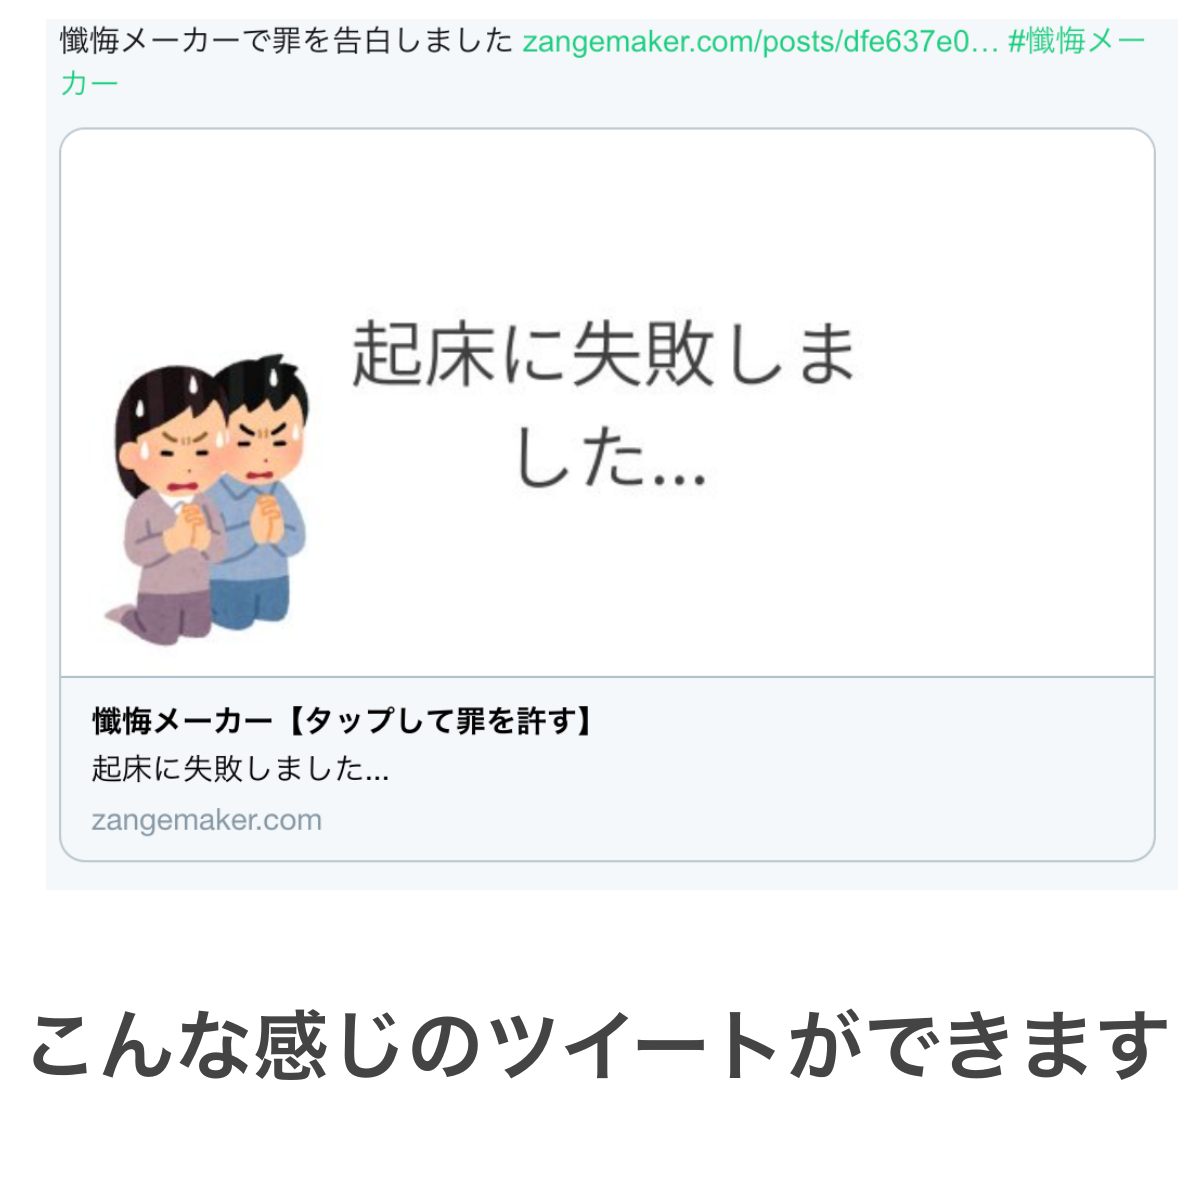 懺悔メーカーで罪を告白しました zangemaker.com/posts/dfe637e0… #懺悔メー
カー
起床に失敗しま
した...
懺悔メーカー【タップして罪を許す】
起床に失敗しました...
zangemaker.com
こんな感じのツイートができます